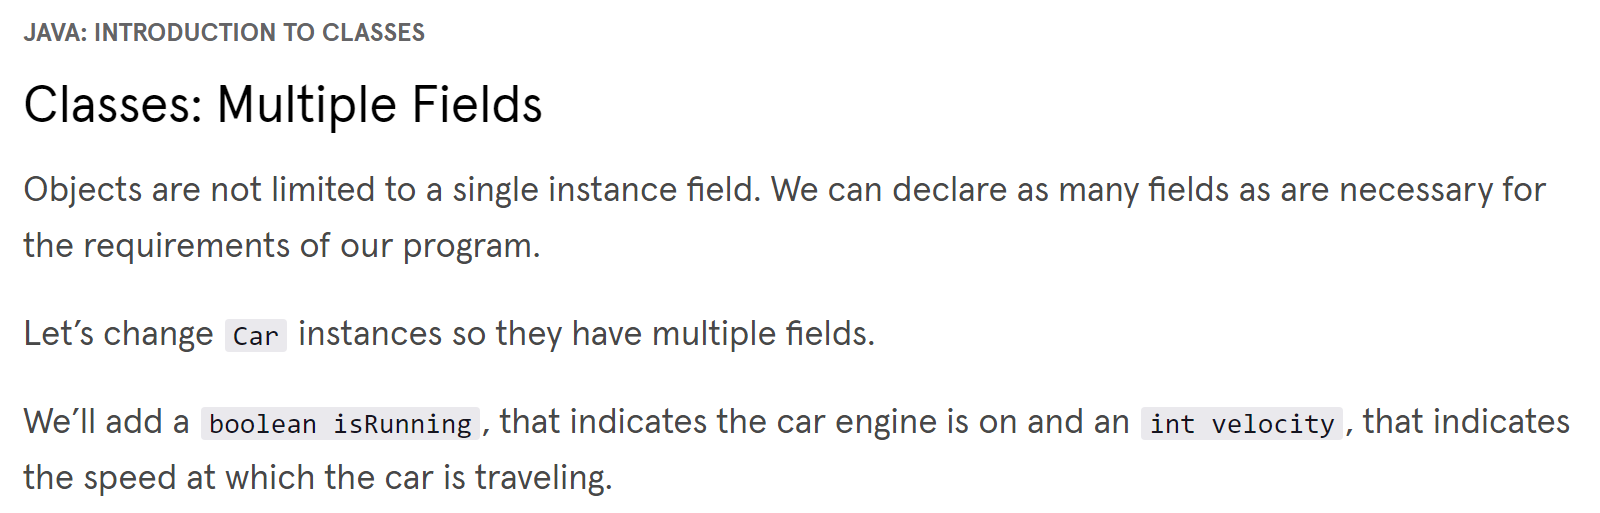 JAVA: INTRODUCTION TO CLASSES
Classes: Multiple Fields
Objects are not limited to a single instance field. We can declare as many fields as are necessary for
the requirements of our program.
Let’s change Car instances so they have multiple fields.
We’ll add a boolean isRunning, that indicates the car engine is on and an int velocity, that indicates
the speed at which the car is traveling.